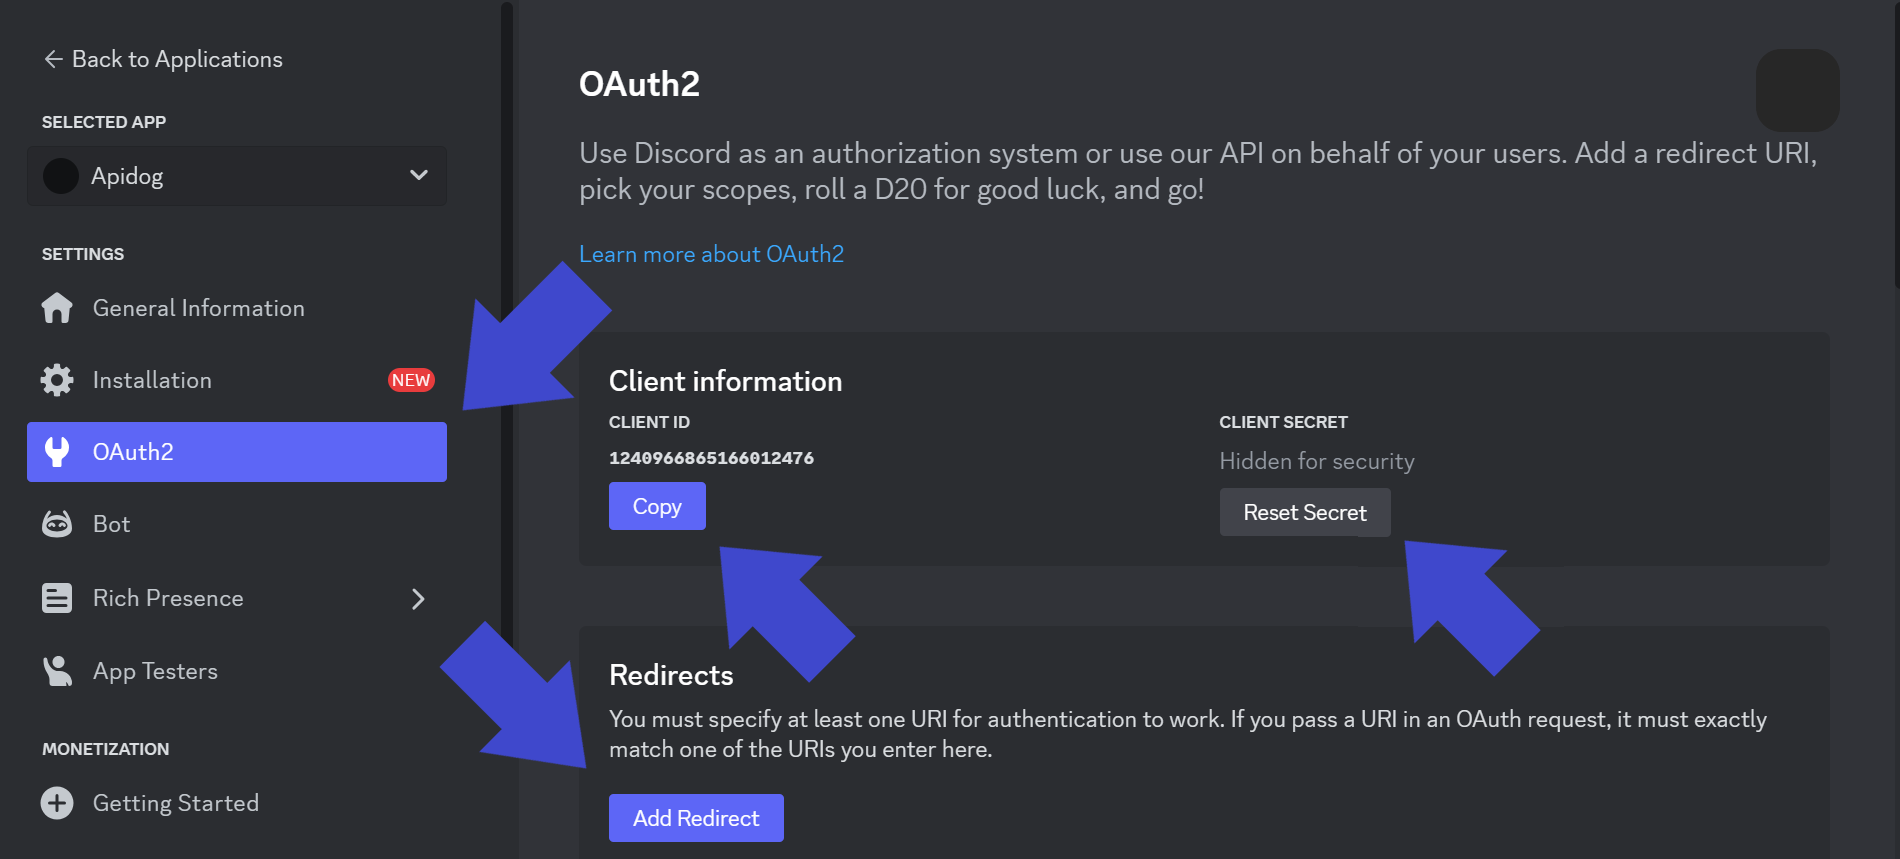 Back to Applications
SELECTED APP
Apidog
SETTINGS
General Information
Installation NEW
OAuth2
Bot
Rich Presence
App Testers
MONETIZATION
Getting Started
OAuth2
Use Discord as an authorization system or use our API on behalf of your users. Add a redirect URI,
pick your scopes, roll a D20 for good luck, and go!
Learn more about OAuth2
Client information
CLIENT ID
1240966865166012476
Copy
CLIENT SECRET
Hidden for security
Reset Secret
Redirects
You must specify at least one URI for authentication to work. If you pass a URI in an OAuth request, it must exactly
match one of the URIs you enter here.
Add Redirect